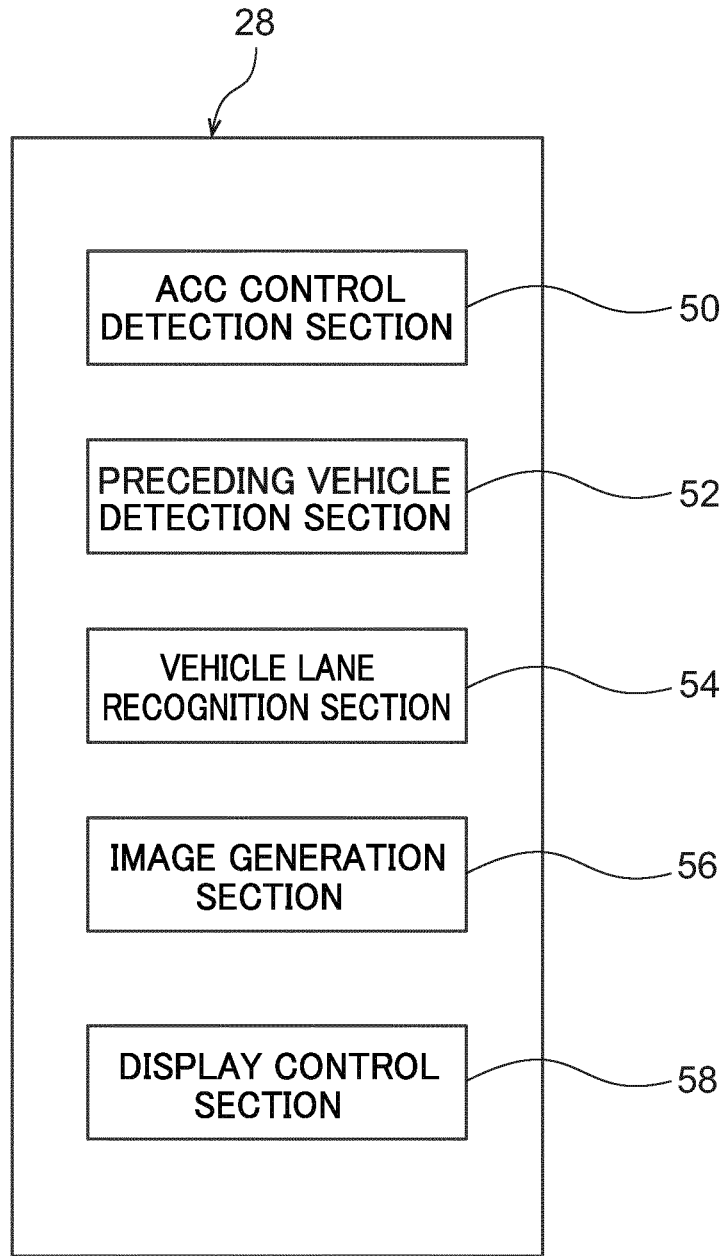 28
ACC CONTROL
DETECTION SECTION
50
PRECEDING VEHICLE
DETECTION SECTION
52
VEHICLE LANE
RECOGNITION SECTION
54
IMAGE GENERATION
SECTION
56
DISPLAY CONTROL
SECTION
58